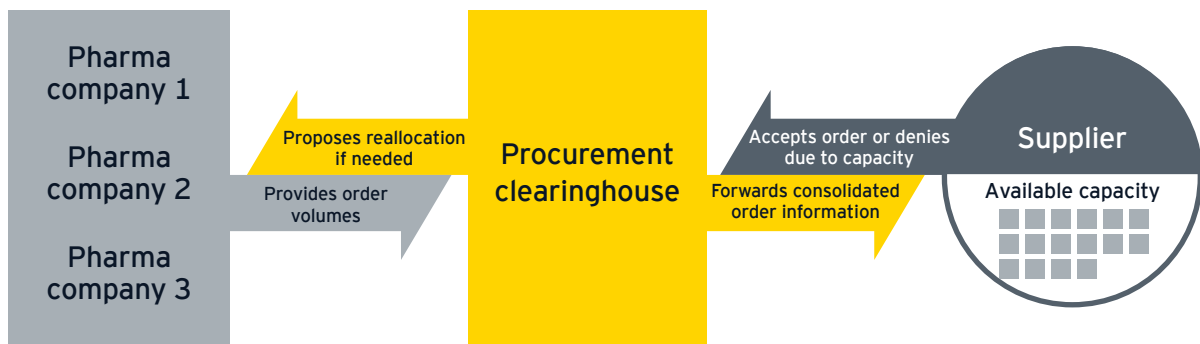 Pharma
company 1
Pharma
company 2
Pharma
company 3
Proposes reallocation
if needed
Provides order
volumes
Procurement
clearinghouse
Accepts order or denies
due to capacity
Forwards consolidated
order information
Supplier
Available capacity